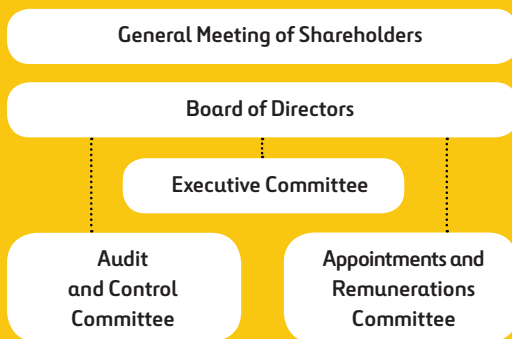 General Meeting of Shareholders
Board of Directors
Executive Committee
Audit
and Control
Committee
Appointments and
Remunerations
Committee